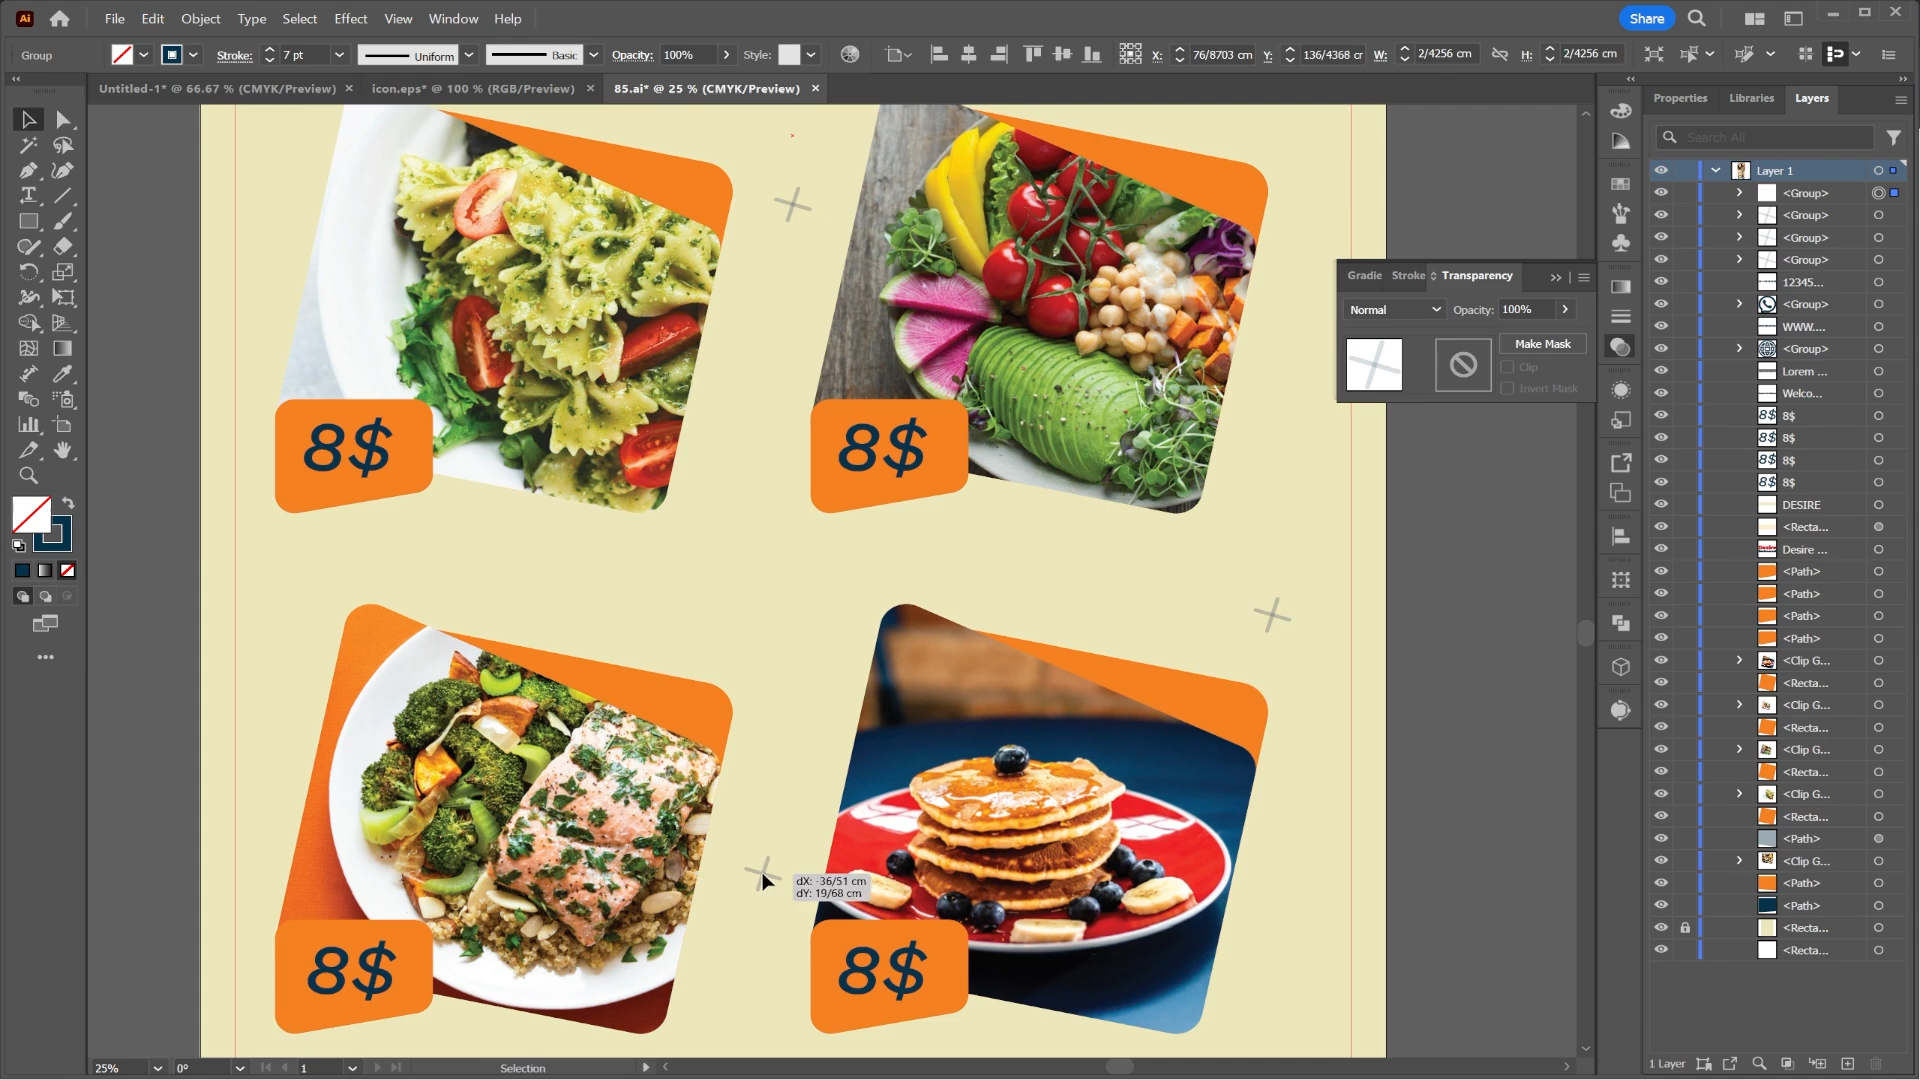 Ai File Edit Object Type Select Effect View Window Help Share
Group Stroke: 7 pt Uniform Basic Opacity: 100% Style: X: 76/8703 cm Y: 136/4368 cr W: 2/4256 cm H: 2/4256 cm
Untitled-1* @ 66.67 % (CMYK/Preview) × icon.eps* @ 100 % (RGB/Preview) × 85.ai* @ 25 % (CMYK/Preview) ×
Properties Libraries Layers
Search All
Layer 1
<Group>
<Group>
<Group>
<Group>
12345...
<Group>
WWW....
<Group>
Lorem ...
Welco...
8$ 8$
8$ 8$
8$ 8$
8$ 8$
DESIRE
<Recta...
Desire ...
<Path>
<Path>
<Path>
<Path>
<Clip G...
<Recta...
<Clip G...
<Recta...
<Clip G...
<Recta...
<Clip G...
<Recta...
<Path>
<Clip G...
<Path>
<Path>
<Recta...
<Recta...
1 Layer
Gradie Stroke Transparency
Normal Opacity: 100%
Make Mask
Clip
Invert Mask
8$
8$
dX: -36/51 cm
dY: 19/68 cm
8$
8$
25% 0° 1 Selection